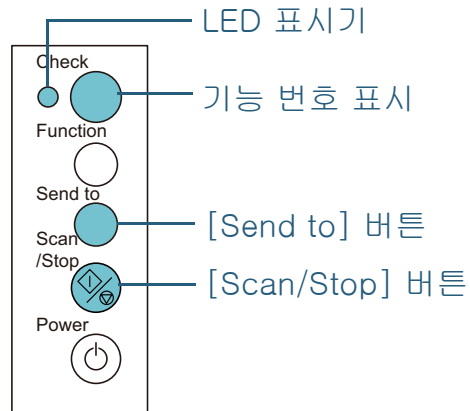 LED 표시기
Check
기능 번호 표시
Function
Send to
[Send to] 버튼
Scan
/Stop
[Scan/Stop] 버튼
Power